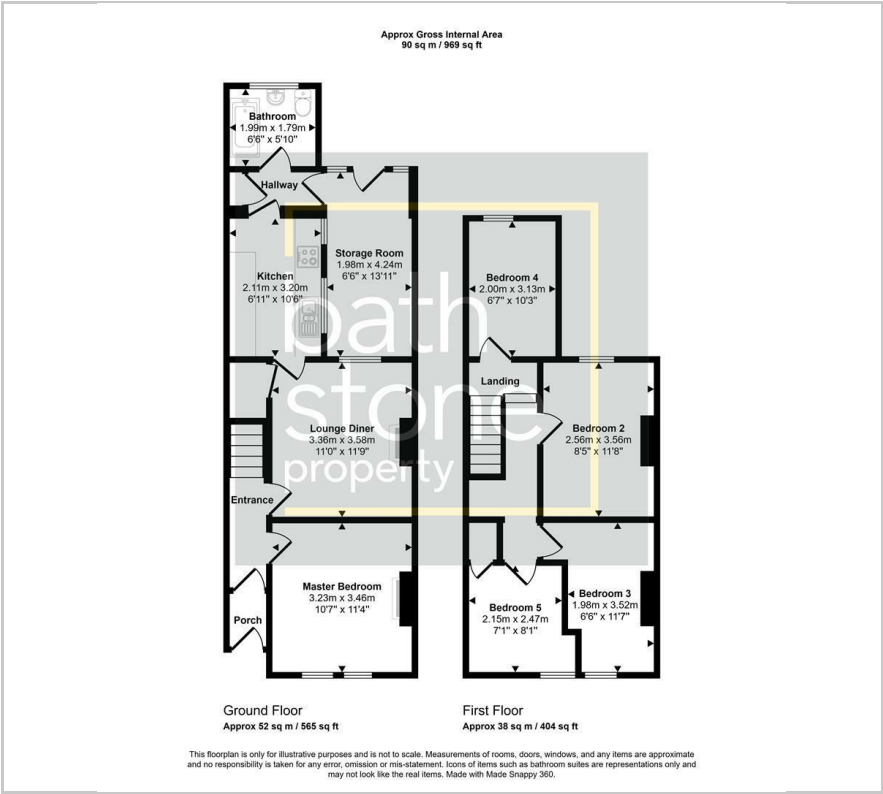 Approx Gross Internal Area
90 sq m / 969 sq ft
Bathroom
1.99m x 1.79m
6'6" x 5'10"
Hallway
Kitchen
2.11m x 3.20m
6'11" x 10'6"
Storage Room
1.98m x 4.24m
6'6" x 13'11"
Lounge Diner
3.36m x 3.58m
11'0" x 11'9"
Entrance
Master Bedroom
3.23m x 3.46m
10'7" x 11'4"
Porch
Bedroom 4
2.00m x 3.13m
6'7" x 10'3"
Landing
Bedroom 2
2.56m x 3.56m
8'5" x 11'8"
Bedroom 3
1.98m x 3.52m
6'6" x 11'7"
Bedroom 5
2.15m x 2.47m
7'1" x 8'1"
bath
stone
property
Ground Floor
Approx 52 sq m / 565 sq ft
First Floor
Approx 38 sq m / 404 sq ft
This floorplan is only for illustrative purposes and is not to scale. Measurements of rooms, doors, windows, and any items are approximate
and no responsibility is taken for any error, omission or mis-statement. Icons of items such as bathroom suites are representations only and
may not look like the real items. Made with Made Snappy 360.